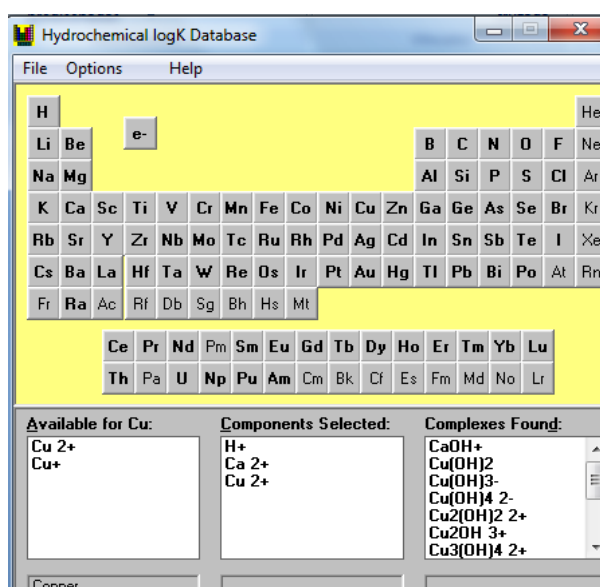 Hydrochemical logK Database
File Options Help
H He
e-
Li Be B C N O F Ne
Na Mg Al Si P S Cl Ar
K Ca Sc Ti V Cr Mn Fe Co Ni Cu Zn Ga Ge As Se Br Kr
Rb Sr Y Zr Nb Mo Tc Ru Rh Pd Ag Cd In Sn Sb Te I Xe
Cs Ba La Hf Ta W Re Os Ir Pt Au Hg Tl Pb Bi Po At Rn
Fr Ra Ac Rf Db Sg Bh Hs Mt
Ce Pr Nd Pm Sm Eu Gd Tb Dy Ho Er Tm Yb Lu
Th Pa U Np Pu Am Cm Bk Cf Es Fm Md No Lr
Available for Cu: Components Selected: Complexes Found:
Cu 2+ H+ CaOH+
Cu+ Ca 2+ Cu(OH)2
Cu 2+ Cu(OH)3-
Cu(OH)4 2-
Cu2(OH)2 2+
Cu2OH 3+
Cu3(OH)4 2+
Copper